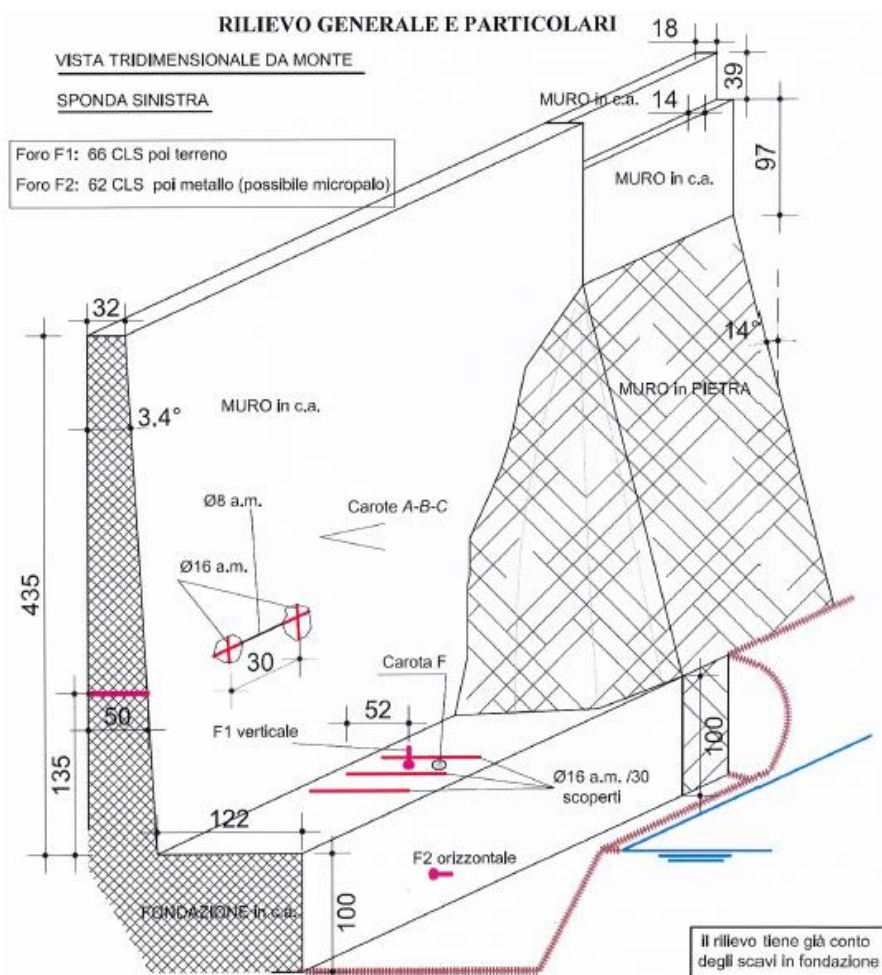 RILIEVO GENERALE E PARTICOLARI
VISTA TRIDIMENSIONALE DA MONTE
SPONDA SINISTRA
Foro F1: 66 CLS poi terreno
Foro F2: 62 CLS poi metallo (possibile micropalo)
18
39
MURO in c.a.
14
97
MURO in c.a.
32
14°
MURO in PIETRA
MURO in c.a.
3.4°
Ø8 a.m.
Carote A-B-C
Ø16 a.m.
435
30
Carota F
52
50
F1 verticale
100
135
Ø16 a.m. /30
scoperti
122
F2 orizzontale
100
FONDAZIONE in c.a.
il rilievo tiene già conto
degli scavi in fondazione